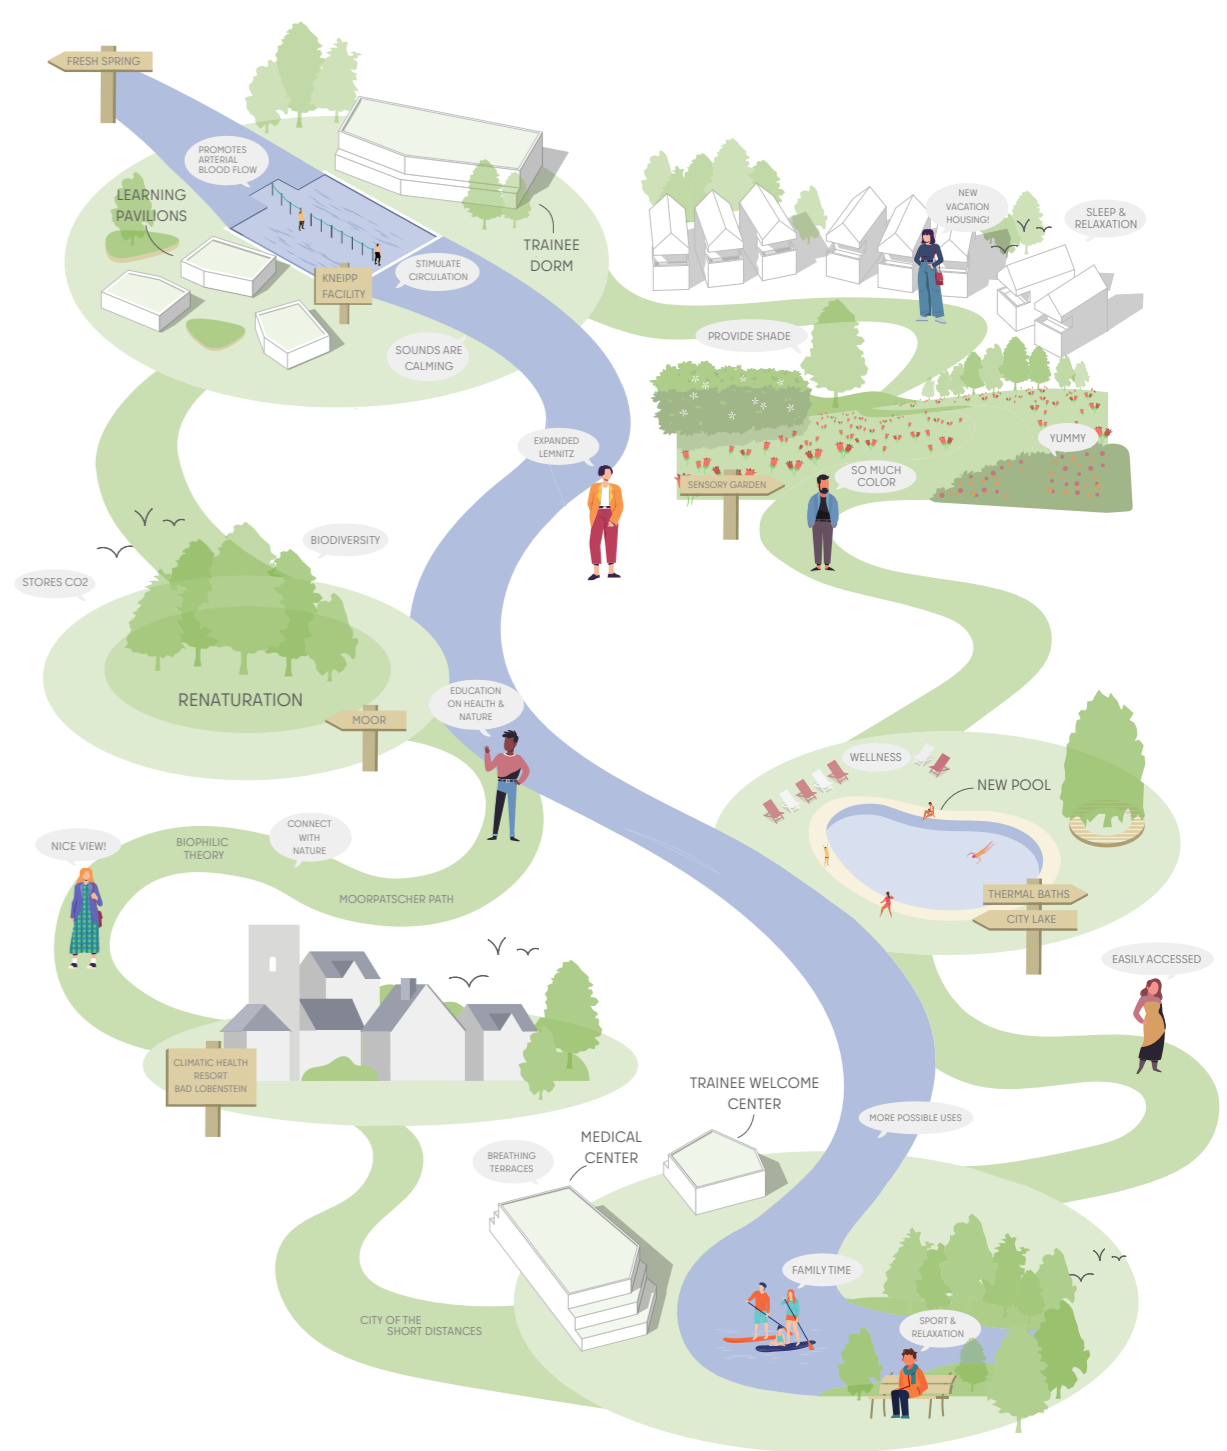 FRESH SPRING
PROMOTES
ARTERIAL
BLOOD FLOW
LEARNING
PAVILIONS
TRAINEE
DORM
STIMULATE
CIRCULATION
KNEIPP
FACILITY
SOUNDS ARE
CALMING
NEW
VACATION
HOUSING!
SLEEP &
RELAXATION
PROVIDE SHADE
EXPANDED
LEMNITZ
YUMMY
SO MUCH
COLOR
SENSORY GARDEN
BIODIVERSITY
STORES CO2
RENATURATION
MOOR
EDUCATION
ON HEALTH &
NATURE
WELLNESS
NEW POOL
THERMAL BATHS
CITY LAKE
NICE VIEW!
BIOPHILIC
THEORY
CONNECT
WITH
NATURE
MOORPATSCHER PATH
EASILY ACCESSED
CLIMATIC HEALTH
RESORT
BAD LOBENSTEIN
TRAINEE WELCOME
CENTER
MORE POSSIBLE USES
MEDICAL
CENTER
BREATHING
TERRACES
FAMILY TIME
CITY OF THE
SHORT DISTANCES
SPORT &
RELAXATION